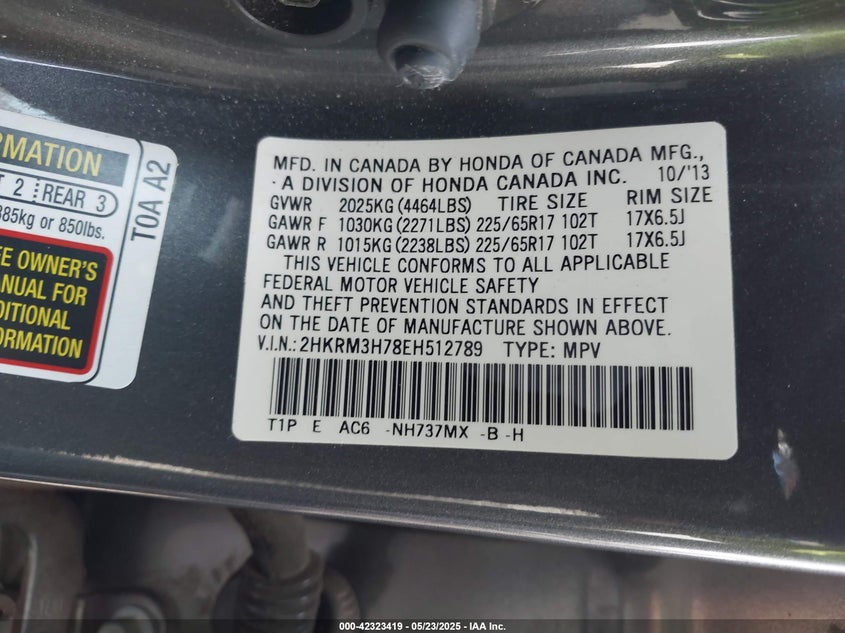 RMATION
T 2 REAR 3
385kg or 850lbs.
EE OWNER'S
ANUAL FOR
DITIONAL
FORMATION
T0A A2
MFD. IN CANADA BY HONDA OF CANADA MFG.,
A DIVISION OF HONDA CANADA INC. 10/'13
GVWR 2025KG (4464LBS) TIRE SIZE RIM SIZE
GAWR F 1030KG (2271LBS) 225/65R17 102T 17X6.5J
GAWR R 1015KG (2238LBS) 225/65R17 102T 17X6.5J
THIS VEHICLE CONFORMS TO ALL APPLICABLE
FEDERAL MOTOR VEHICLE SAFETY
AND THEFT PREVENTION STANDARDS IN EFFECT
ON THE DATE OF MANUFACTURE SHOWN ABOVE.
V.I.N.:2HKRM3H78EH512789 TYPE: MPV
T1P E AC6 -NH737MX -B -H
000-42323419 - 05/23/2025 - IAA Inc.